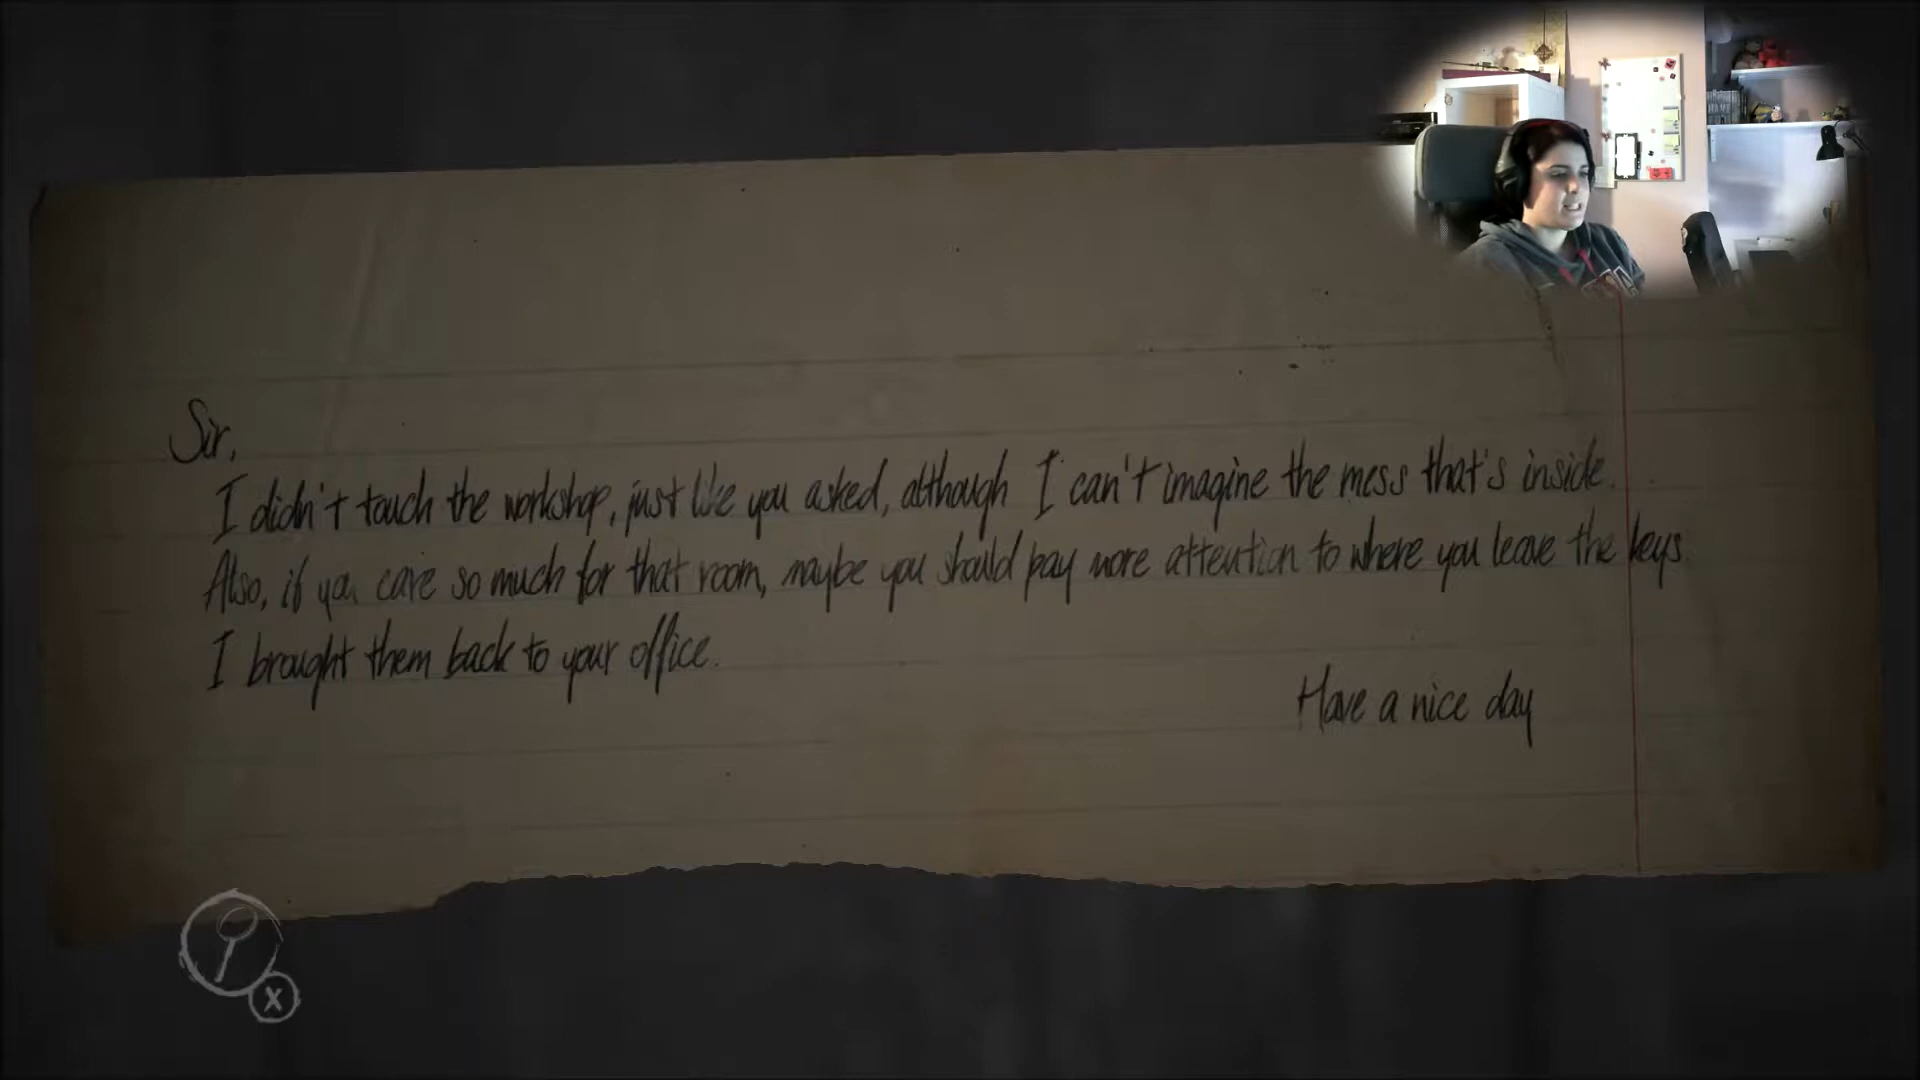 Sir,
I didn't touch the workshop, just like you asked, although I can't imagine the mess that's inside.
Also, if you care so much for that room, maybe you should pay more attention to where you leave the keys.
I brought them back to your office.
Have a nice day
X